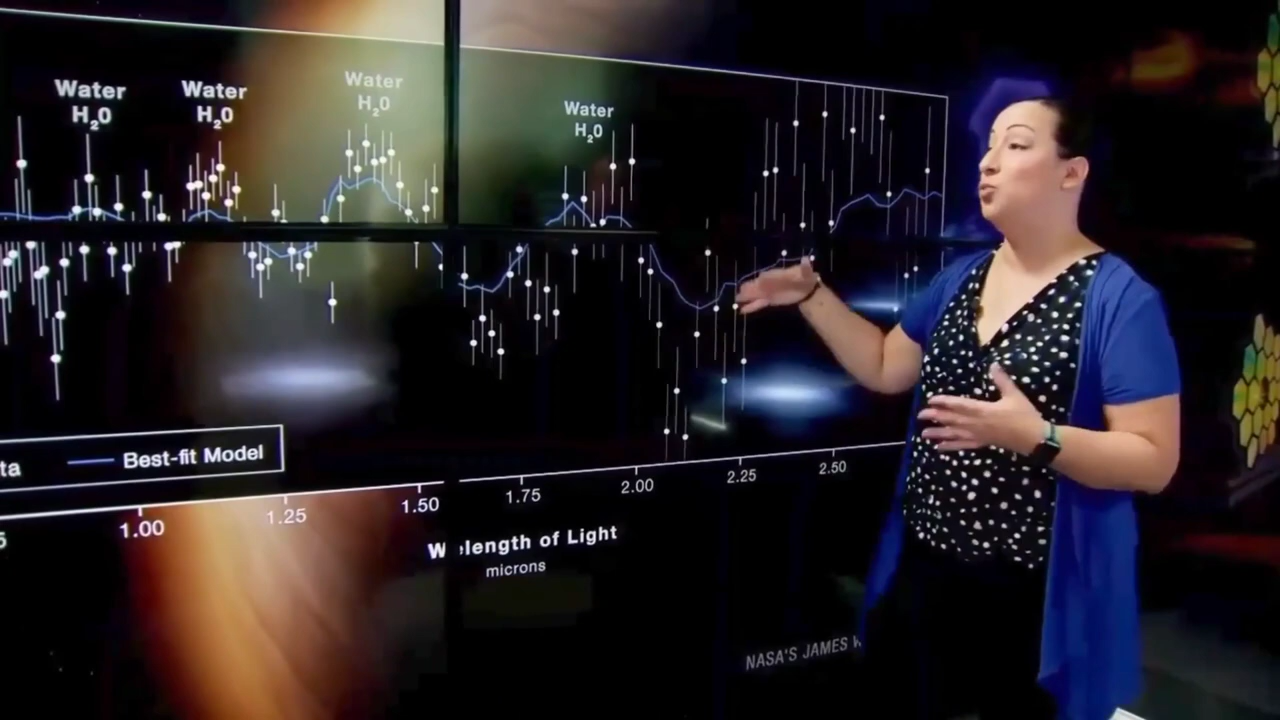 Water
H₂O
Water
H₂O
Water
H₂O
Water
H₂O
ta
Best-fit Model
5
1.00
1.25
1.50
1.75
2.00
2.25
2.50
W elength of Light
microns
NASA'S JAMES